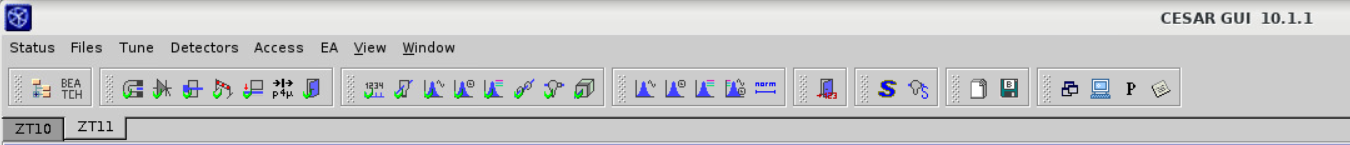 CESAR GUI 10.1.1
Status Files Tune Detectors Access EA View Window
BEA
TCH
1234
p4μ
norm
123
S
S
B
P
ZT10 ZT11